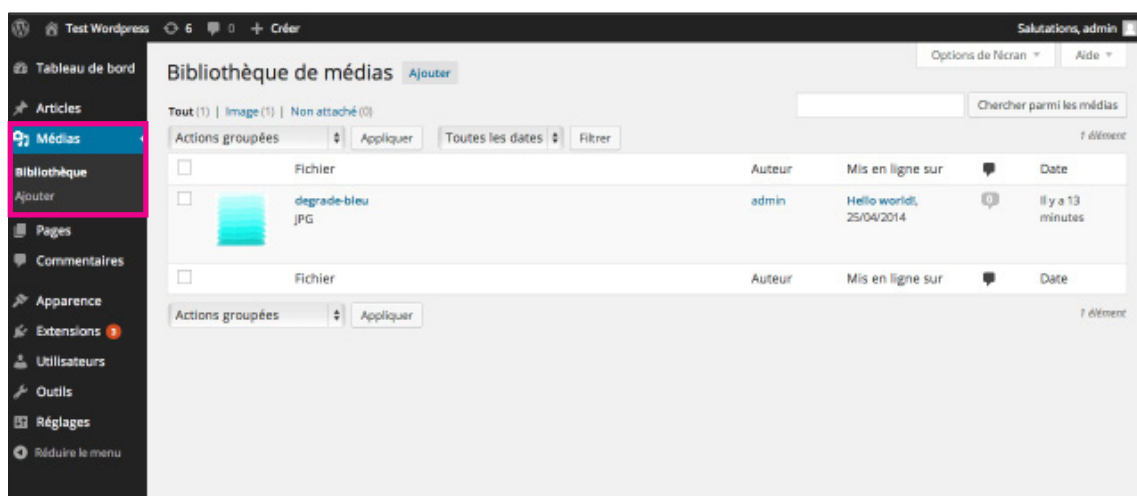 Test Wordpress 6 0 + Créer Salutations, admin
Tableau de bord
Articles
Médias
Bibliothèque
Ajouter
Pages
Commentaires
Apparence
Extensions 3
Utilisateurs
Outils
Réglages
Réduire le menu
Options de l'écran Aide
Bibliothèque de médias Ajouter
Tout (1) | Image (1) | Non attaché (0) Chercher parmi les médias
Actions groupées Appliquer Toutes les dates Filtrer 1 élément
Fichier Auteur Mis en ligne sur Date
degrade-bleu admin Hello world!, 0 Il y a 13
JPG 25/04/2014 minutes
Fichier Auteur Mis en ligne sur Date
Actions groupées Appliquer 1 élément